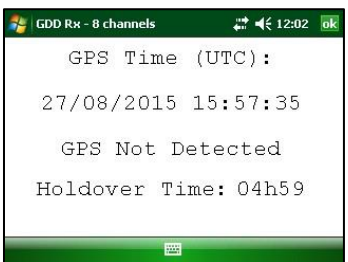 GDD Rx - 8 channels 12:02 ok
GPS Time (UTC):
27/08/2015 15:57:35
GPS Not Detected
Holdover Time: 04h59